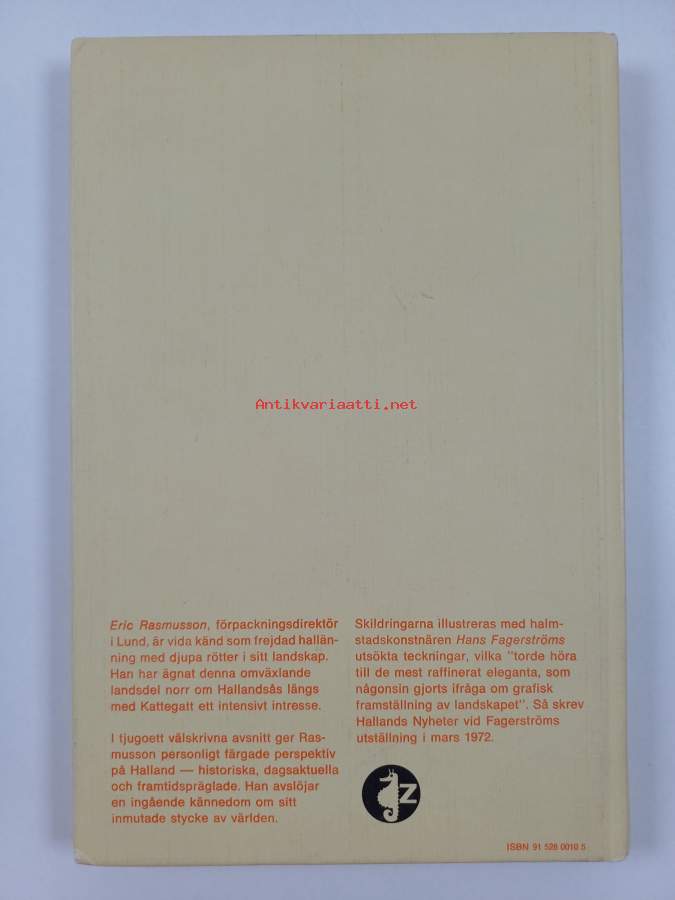 Antikvariaatti.net
Eric Rasmusson, förpackningsdirektör
i Lund, är vida känd som frejdad hallän-
ning med djupa rötter i sitt landskap.
Han har ägnat denna omväxlande
landsdel norr om Hallandsås längs
med Kattegatt ett intensivt intresse.
I tjugoett välskrivna avsnitt ger Ras-
musson personligt färgade perspektiv
på Halland — historiska, dagsaktuella
och framtidspräglade. Han avslöjar
en ingående kännedom om sitt
inmutade stycke av världen.
Skildringarna illustreras med halm-
stadskonstnären Hans Fagerströms
utsökta teckningar, vilka "torde höra
till de mest raffinerat eleganta, som
någonsin gjorts ifråga om grafisk
framställning av landskapet". Så skrev
Hallands Nyheter vid Fagerströms
utställning i mars 1972.
Z
ISBN 91 528 0010 5